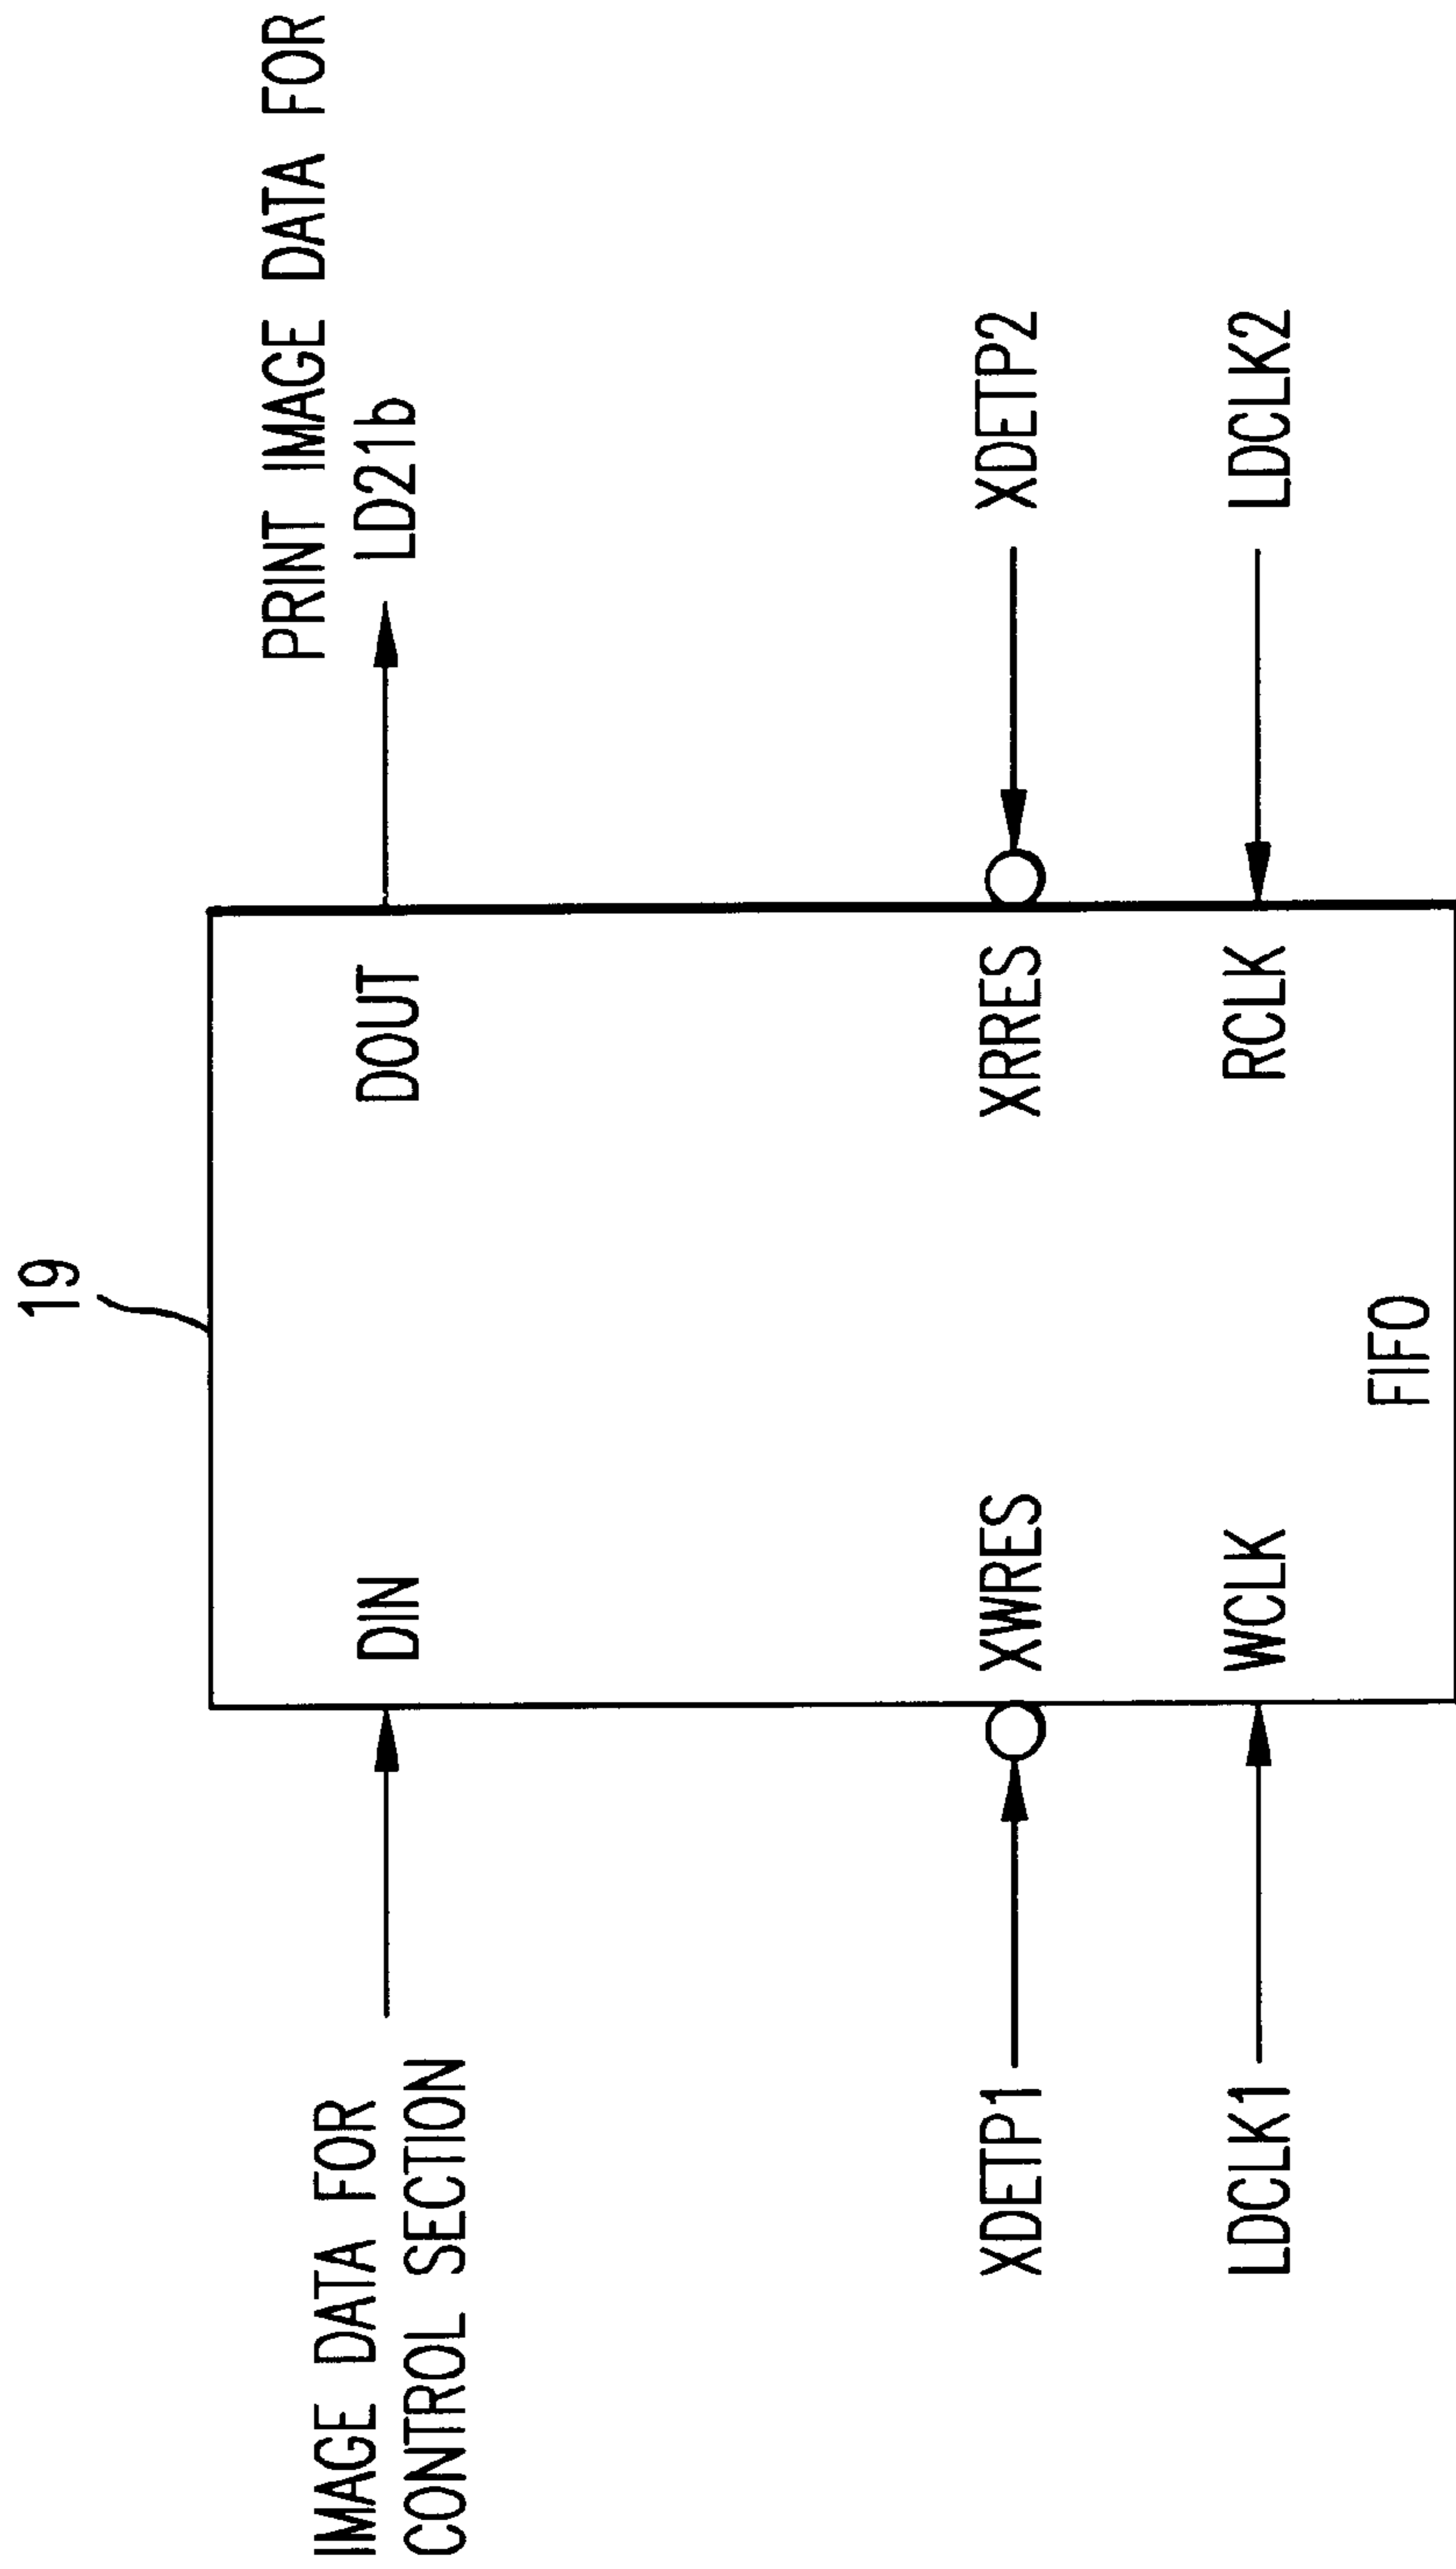 19
PRINT IMAGE DATA FOR
LD21b
IMAGE DATA FOR
CONTROL SECTION
DIN
DOUT
XDETP1
XWRES
XRRES
XDETP2
LDCLK1
WCLK
RCLK
LDCLK2
FIFO